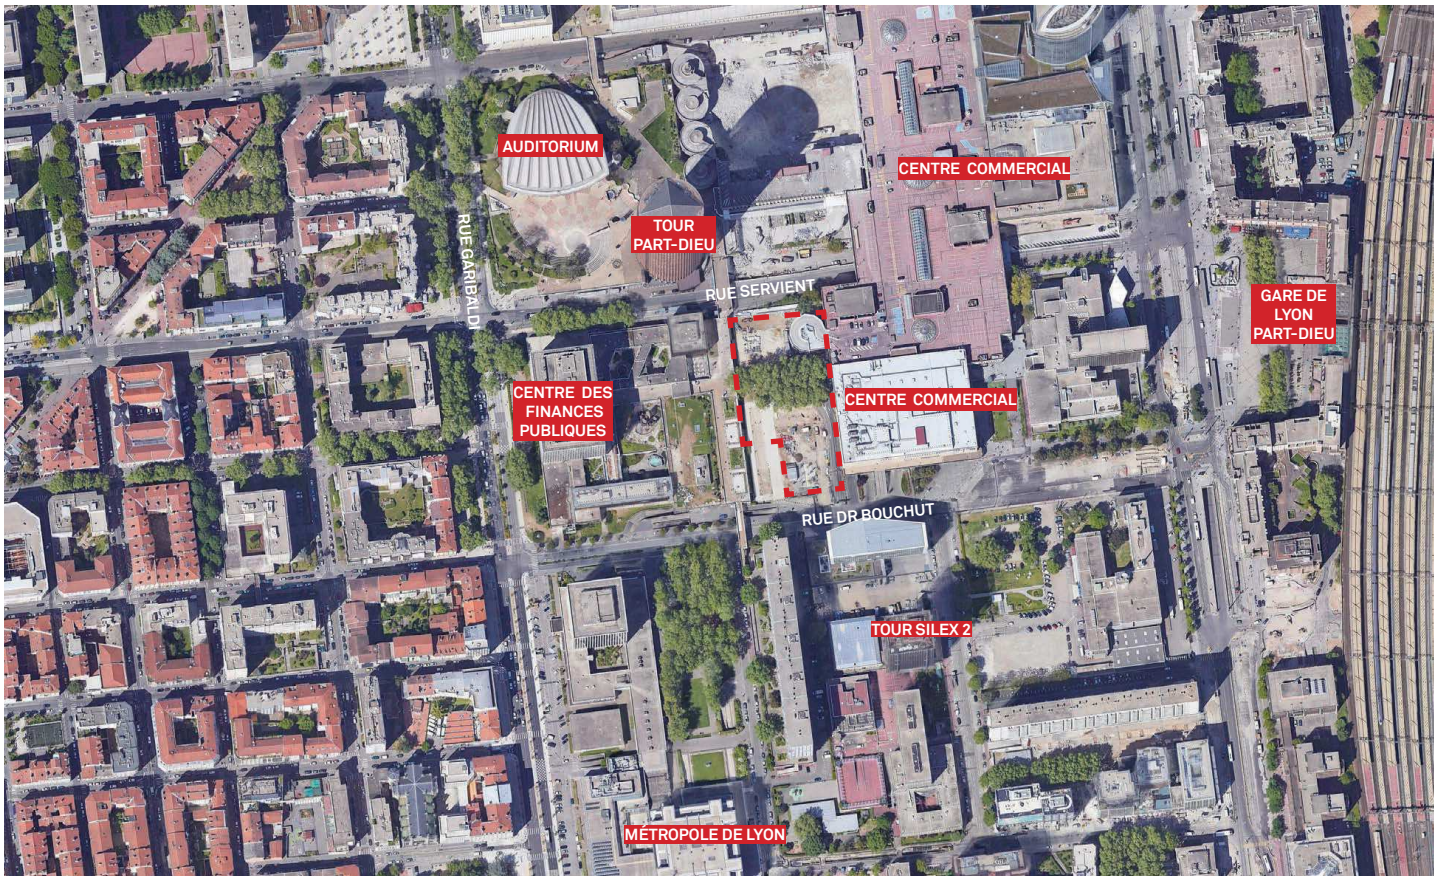 AUDITORIUM
CENTRE COMMERCIAL
RUE GARIBALDI
TOUR
PART-DIEU
RUE SERVIENT
GARE DE
LYON
PART-DIEU
CENTRE DES
FINANCES
PUBLIQUES
CENTRE COMMERCIAL
RUE DR BOUCHUT
TOUR SILEX 2
MÉTROPOLE DE LYON